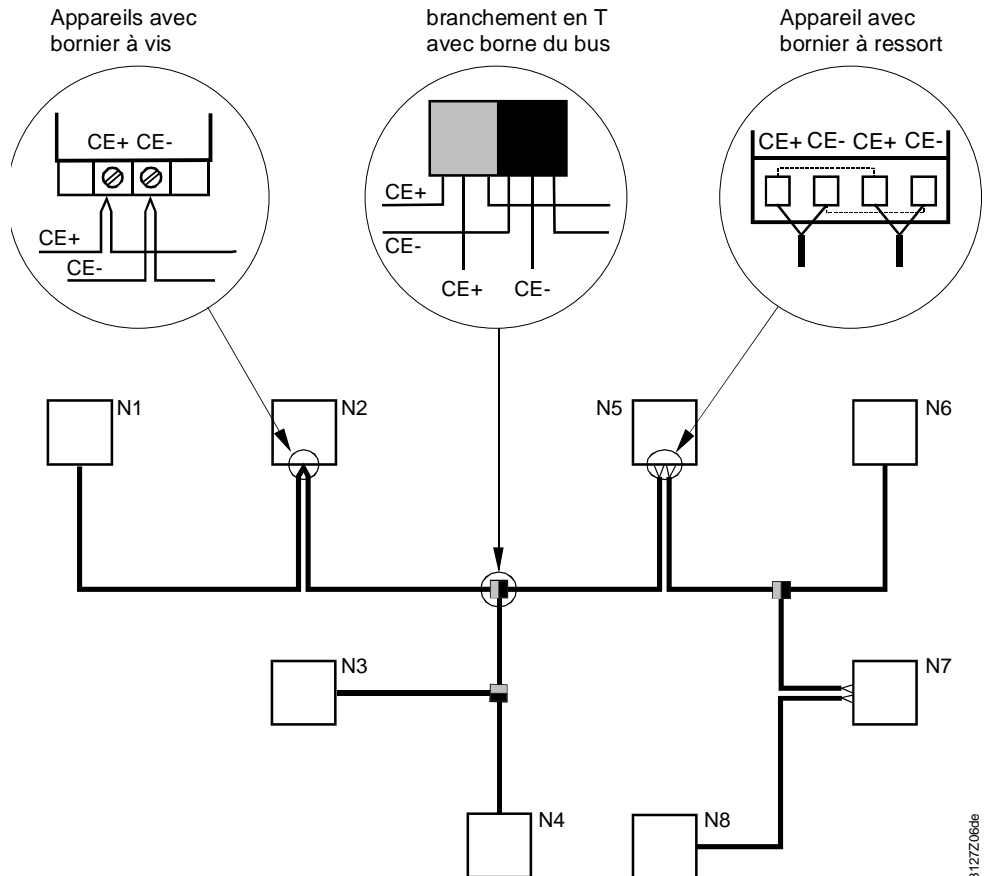 Appareils avec
bornier à vis
branchement en T
avec borne du bus
Appareil avec
bornier à ressort
CE+ CE-
CE+
CE-
CE+
CE-
CE+ CE-
CE+ CE- CE+ CE-
N1
N2
N5
N6
N3
N7
N4
N8
3127Z06de